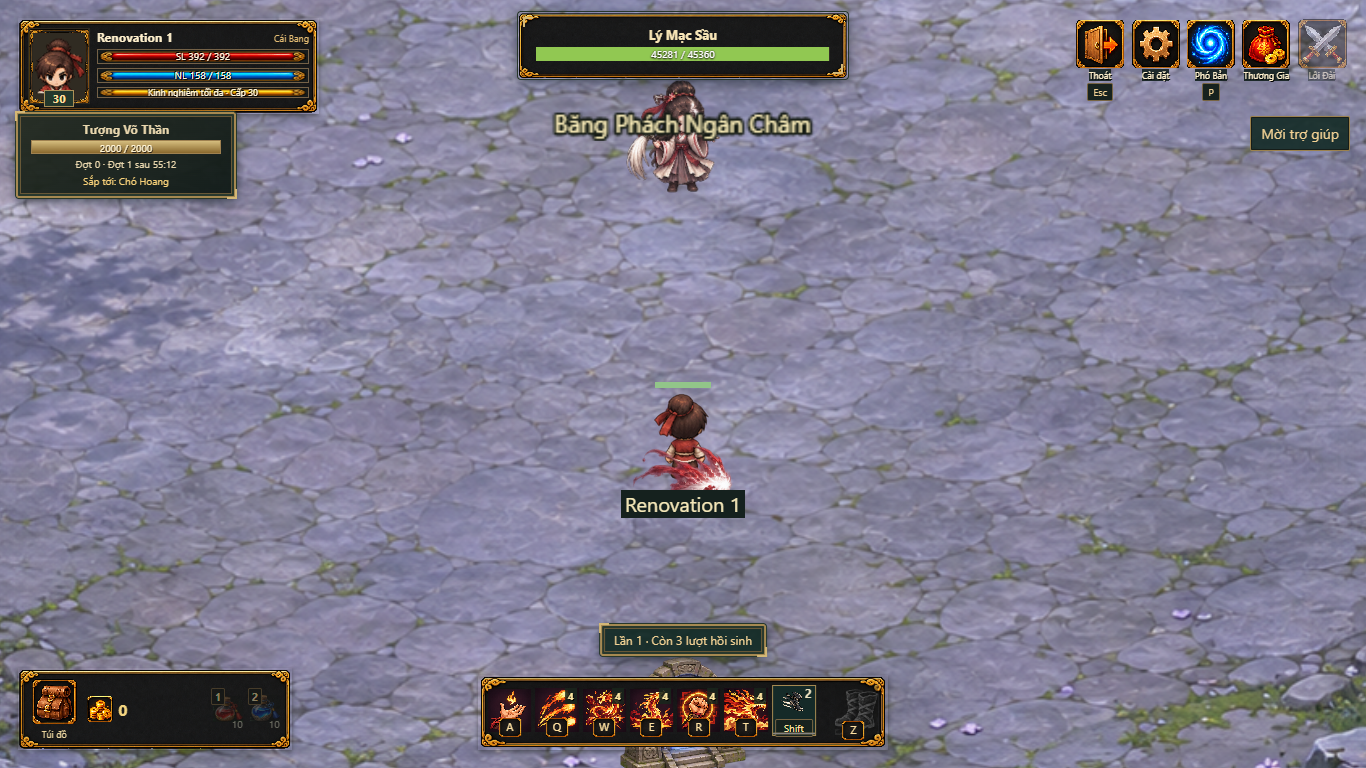 Renovation 1
Cái Bang
SL 392 / 392
NL 158 / 158
Kinh nghiệm tối đa · Cấp 30
30
Tượng Võ Thần
2000 / 2000
Đợt 0 · Đợt 1 sau 55:12
Sắp tới: Chó Hoang
Lý Mạc Sầu
45281 / 45360
Băng Phách Ngân Châm
Thoát
Cài đặt
Phó Bản
Thương Gia
Lôi Đài
Esc
P
Mời trợ giúp
Renovation 1
Lần 1 · Còn 3 lượt hồi sinh
Túi đồ
0
1
10
2
10
A
4
Q
4
W
4
E
4
R
4
T
2
Shift
Z